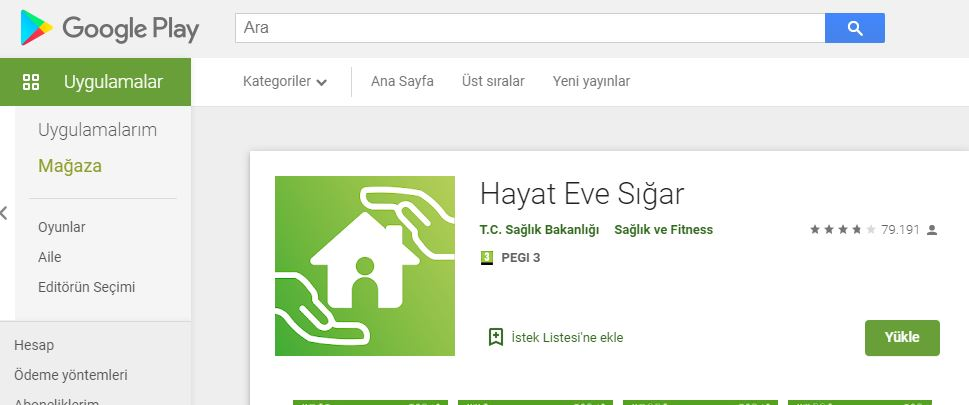 Google Play
Ara
Uygulamalar
Kategoriler
Ana Sayfa
Üst sıralar
Yeni yayınlar
Uygulamalarım
Mağaza
Oyunlar
Aile
Editörün Seçimi
Hesap
Ödeme yöntemleri
Aboneliklerim
Hayat Eve Sığar
T.C. Sağlık Bakanlığı Sağlık ve Fitness
79.191
3 PEGI 3
İstek Listesi'ne ekle
Yükle